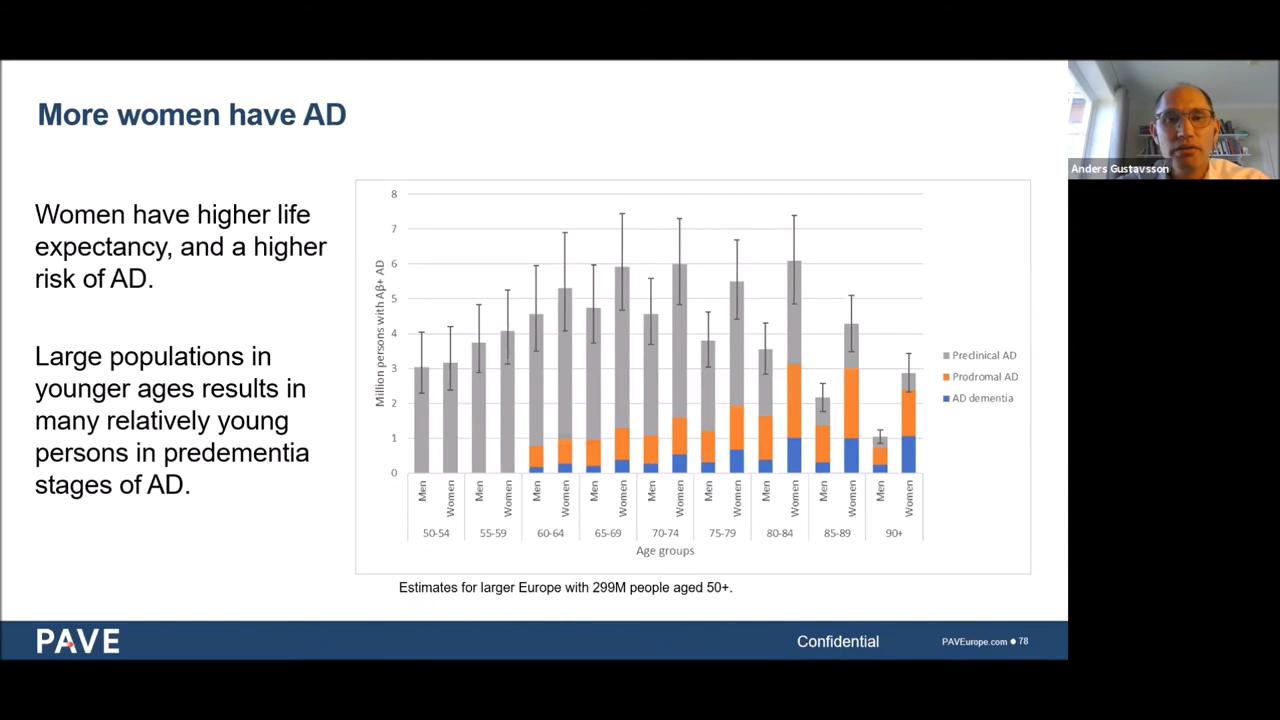 More women have AD
Anders Gustavsson
Women have higher life
expectancy, and a higher
risk of AD.
Large populations in
younger ages results in
many relatively young
persons in predementia
stages of AD.
Million persons with Aβ+ AD
8
7
6
5
4
3
2
1
0
Men Women Men Women Men Women Men Women Men Women Men Women Men Women Men Women Men Women
50-54 55-59 60-64 65-69 70-74 75-79 80-84 85-89 90+
Age groups
Preclinical AD
Prodromal AD
AD dementia
Estimates for larger Europe with 299M people aged 50+.
PAVE
Confidential
PAVEurope.com ● 78